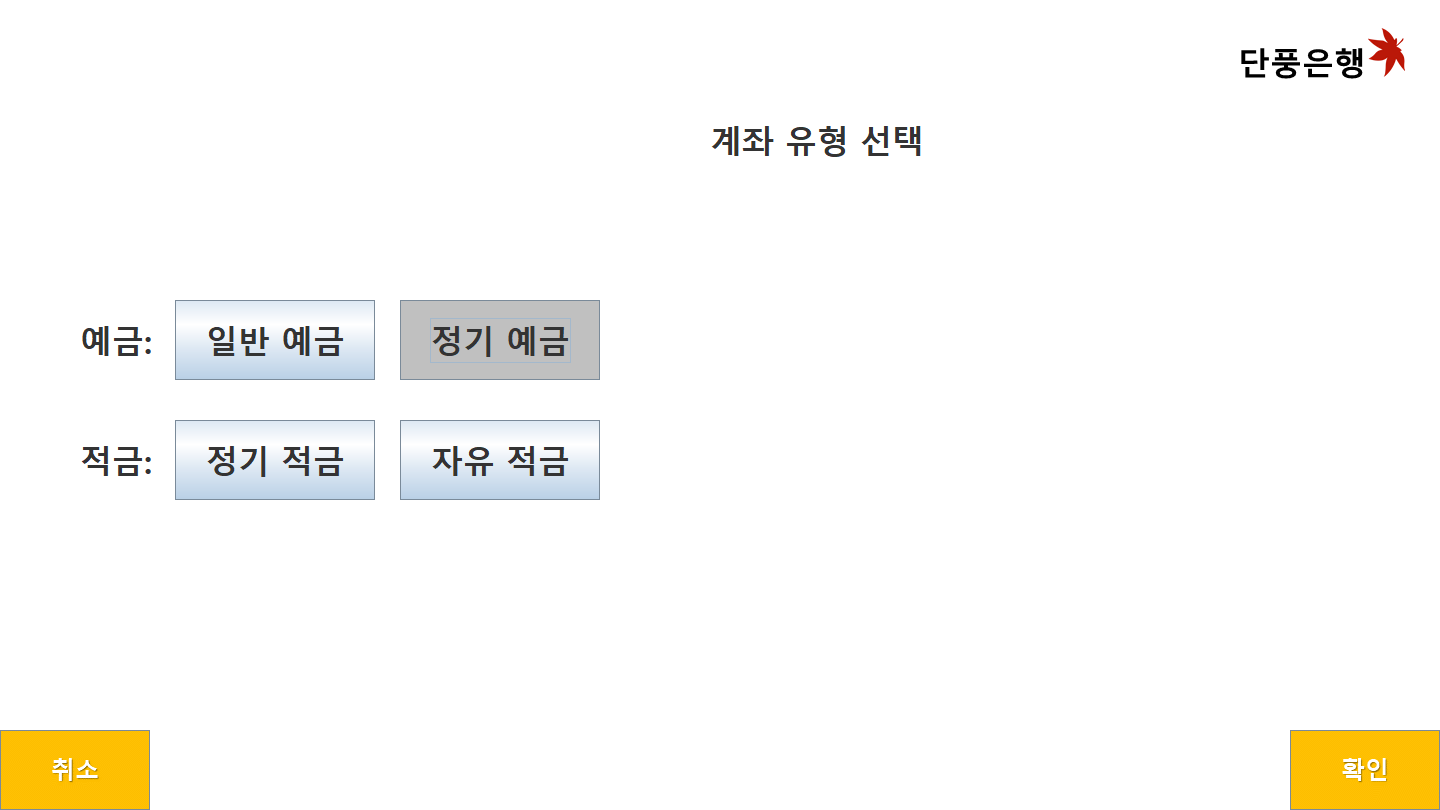 단풍은행
계좌 유형 선택
예금: 일반 예금 정기 예금
적금: 정기 적금 자유 적금
취소 확인